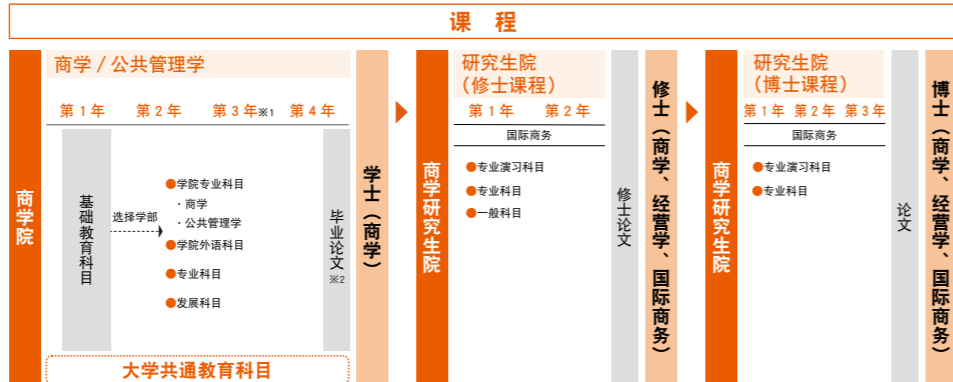 课 程
商学院
商学 / 公共管理学
第 1 年 第 2 年 第 3 年※1 第 4 年
基础教育科目
选择学部
●学院专业科目
・商学
・公共管理学
●学院外语科目
●专业科目
●发展科目
毕业论文※2
大学共通教育科目
学士（商学）
商学研究生院
研究生院
（修士课程）
第 1 年 第 2 年
国际商务
●专业演习科目
●专业科目
●一般科目
修士论文
修士（商学、经营学、国际商务）
商学研究生院
研究生院
（博士课程）
第 1 年 第 2 年 第 3 年
国际商务
●专业演习科目
●专业科目
论文
博士（商学、经营学、国际商务）